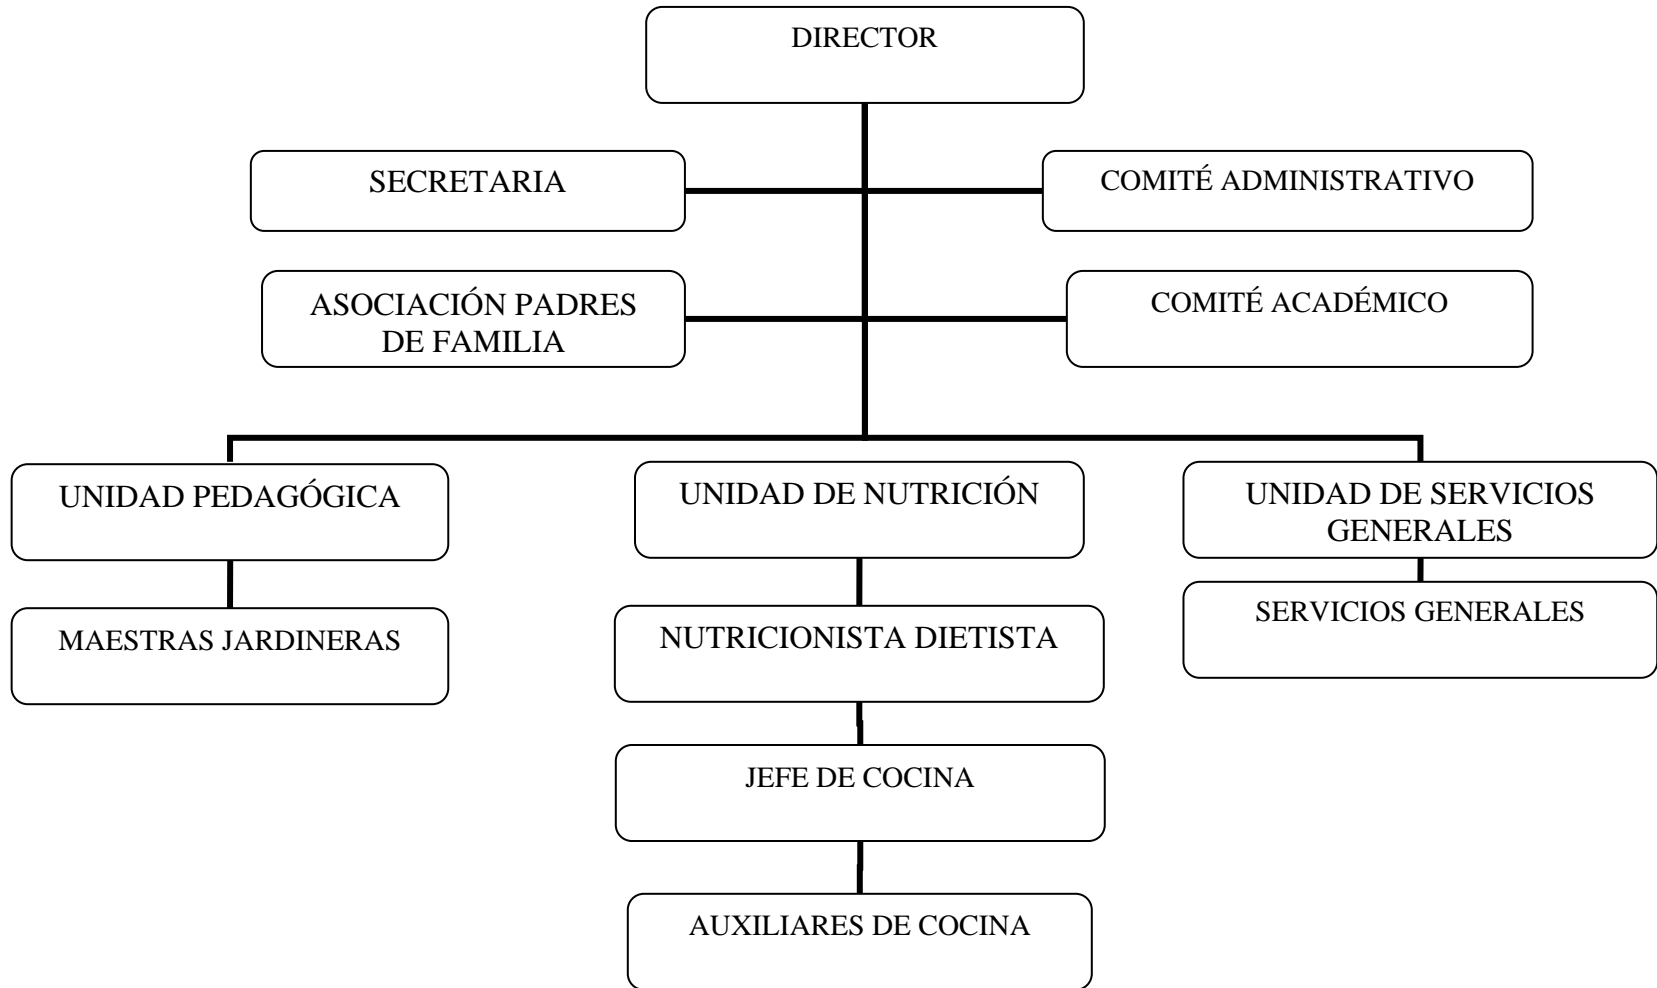 DIRECTOR
SECRETARIA
COMITÉ ADMINISTRATIVO
ASOCIACIÓN PADRES
DE FAMILIA
COMITÉ ACADÉMICO
UNIDAD PEDAGÓGICA
UNIDAD DE NUTRICIÓN
UNIDAD DE SERVICIOS
GENERALES
MAESTRAS JARDINERAS
NUTRICIONISTA DIETISTA
SERVICIOS GENERALES
JEFE DE COCINA
AUXILIARES DE COCINA